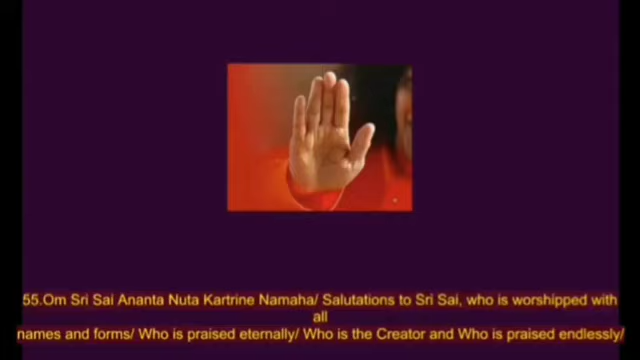 55.Om Sri Sai Ananta Nuta Kartrine Namaha/ Salutations to Sri Sai, who is worshipped with
all
names and forms/ Who is praised eternally/ Who is the Creator and Who is praised endlessly/